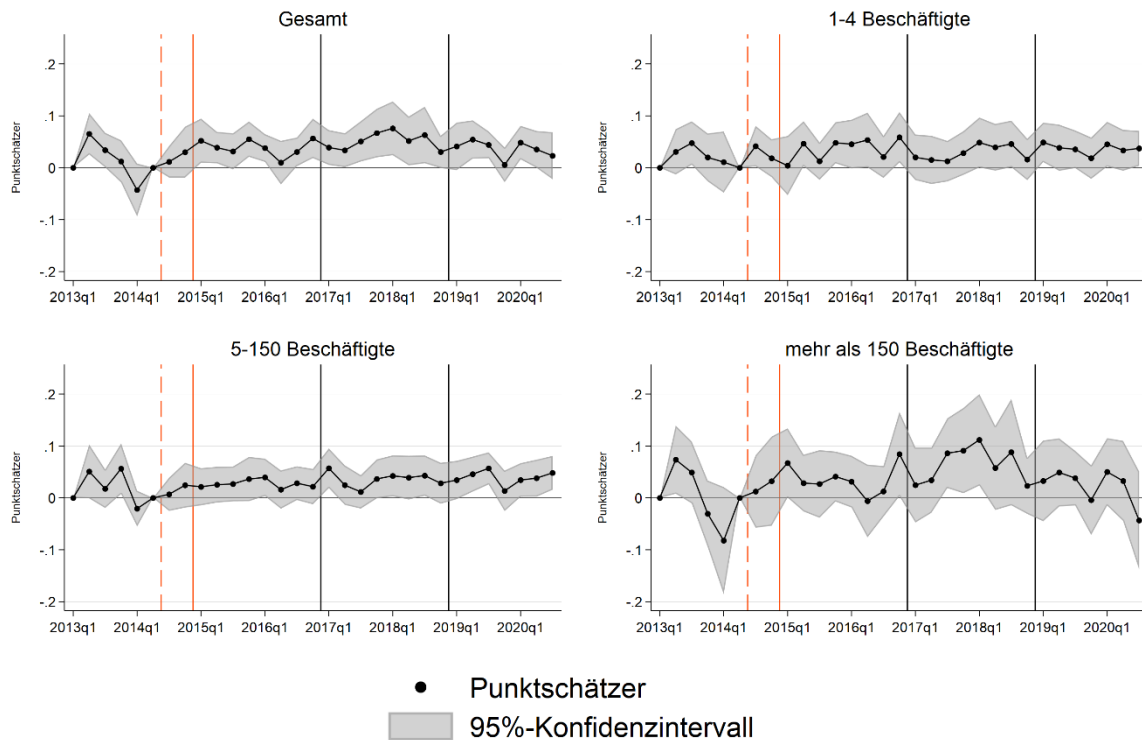 Gesamt
Punktschätzer
.2
.1
0
-.1
-.2
2013q1 2014q1 2015q1 2016q1 2017q1 2018q1 2019q1 2020q1
1-4 Beschäftigte
Punktschätzer
.2
.1
0
-.1
-.2
2013q1 2014q1 2015q1 2016q1 2017q1 2018q1 2019q1 2020q1
5-150 Beschäftigte
Punktschätzer
.2
.1
0
-.1
-.2
2013q1 2014q1 2015q1 2016q1 2017q1 2018q1 2019q1 2020q1
mehr als 150 Beschäftigte
Punktschätzer
.2
.1
0
-.1
-.2
2013q1 2014q1 2015q1 2016q1 2017q1 2018q1 2019q1 2020q1
Punktschätzer
95%-Konfidenzintervall